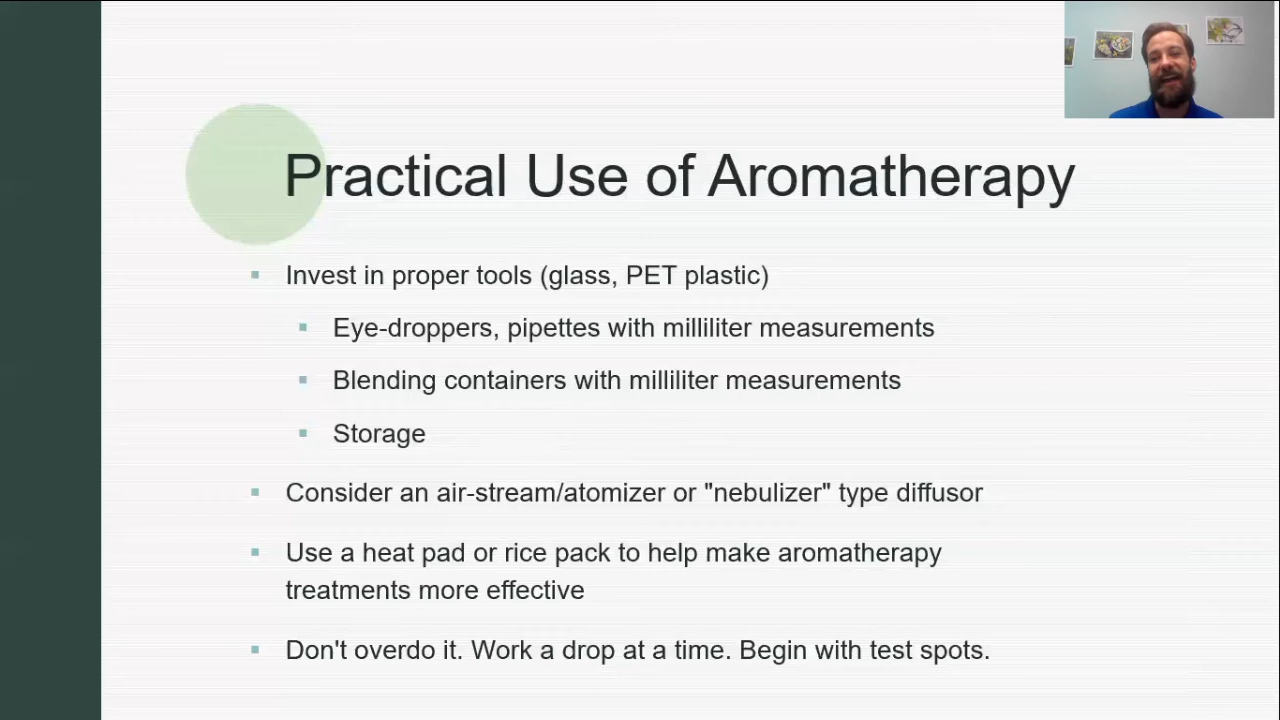 Practical Use of Aromatherapy
Invest in proper tools (glass, PET plastic)
Eye-droppers, pipettes with milliliter measurements
Blending containers with milliliter measurements
Storage
Consider an air-stream/atomizer or "nebulizer" type diffusor
Use a heat pad or rice pack to help make aromatherapy
treatments more effective
Don't overdo it. Work a drop at a time. Begin with test spots.